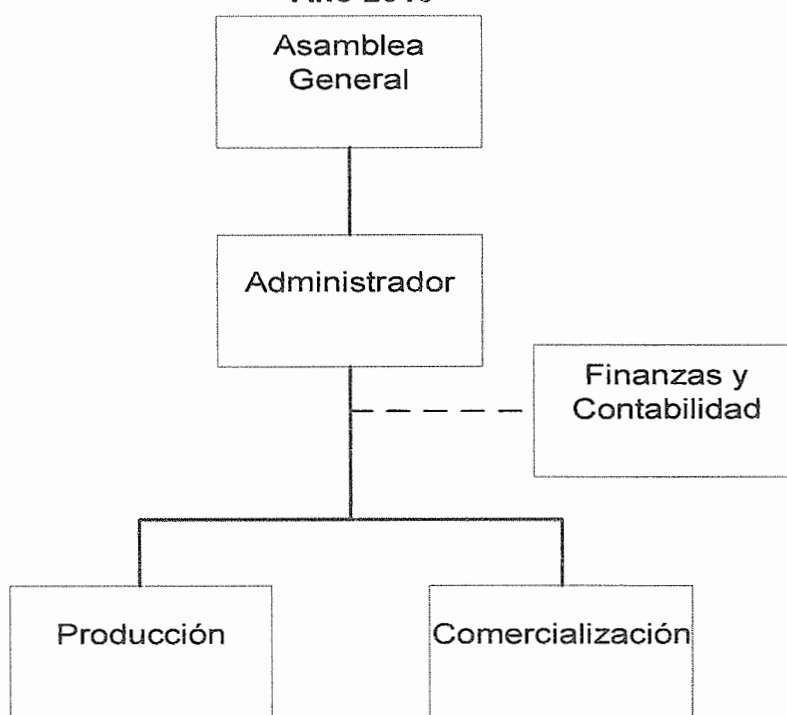 Asamblea
General
Administrador
Finanzas y
Contabilidad
Producción
Comercialización